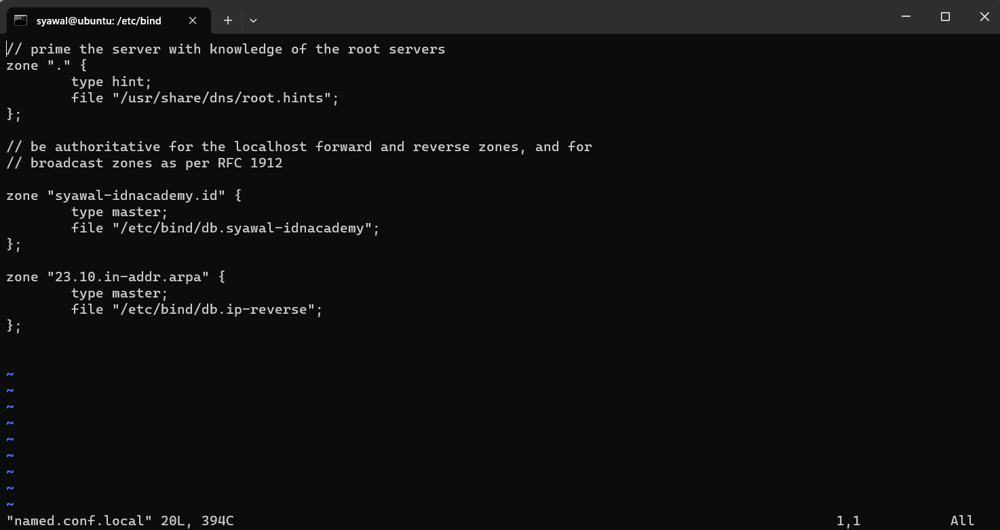 syawal@ubuntu: /etc/bind
// prime the server with knowledge of the root servers
zone "." {
        type hint;
        file "/usr/share/dns/root.hints";
};

// be authoritative for the localhost forward and reverse zones, and for
// broadcast zones as per RFC 1912

zone "syawal-idnacademy.id" {
        type master;
        file "/etc/bind/db.syawal-idnacademy";
};

zone "23.10.in-addr.arpa" {
        type master;
        file "/etc/bind/db.ip-reverse";
};

~
~
~
~
~
~
~
~
~
"named.conf.local" 20L, 394C 1,1 All